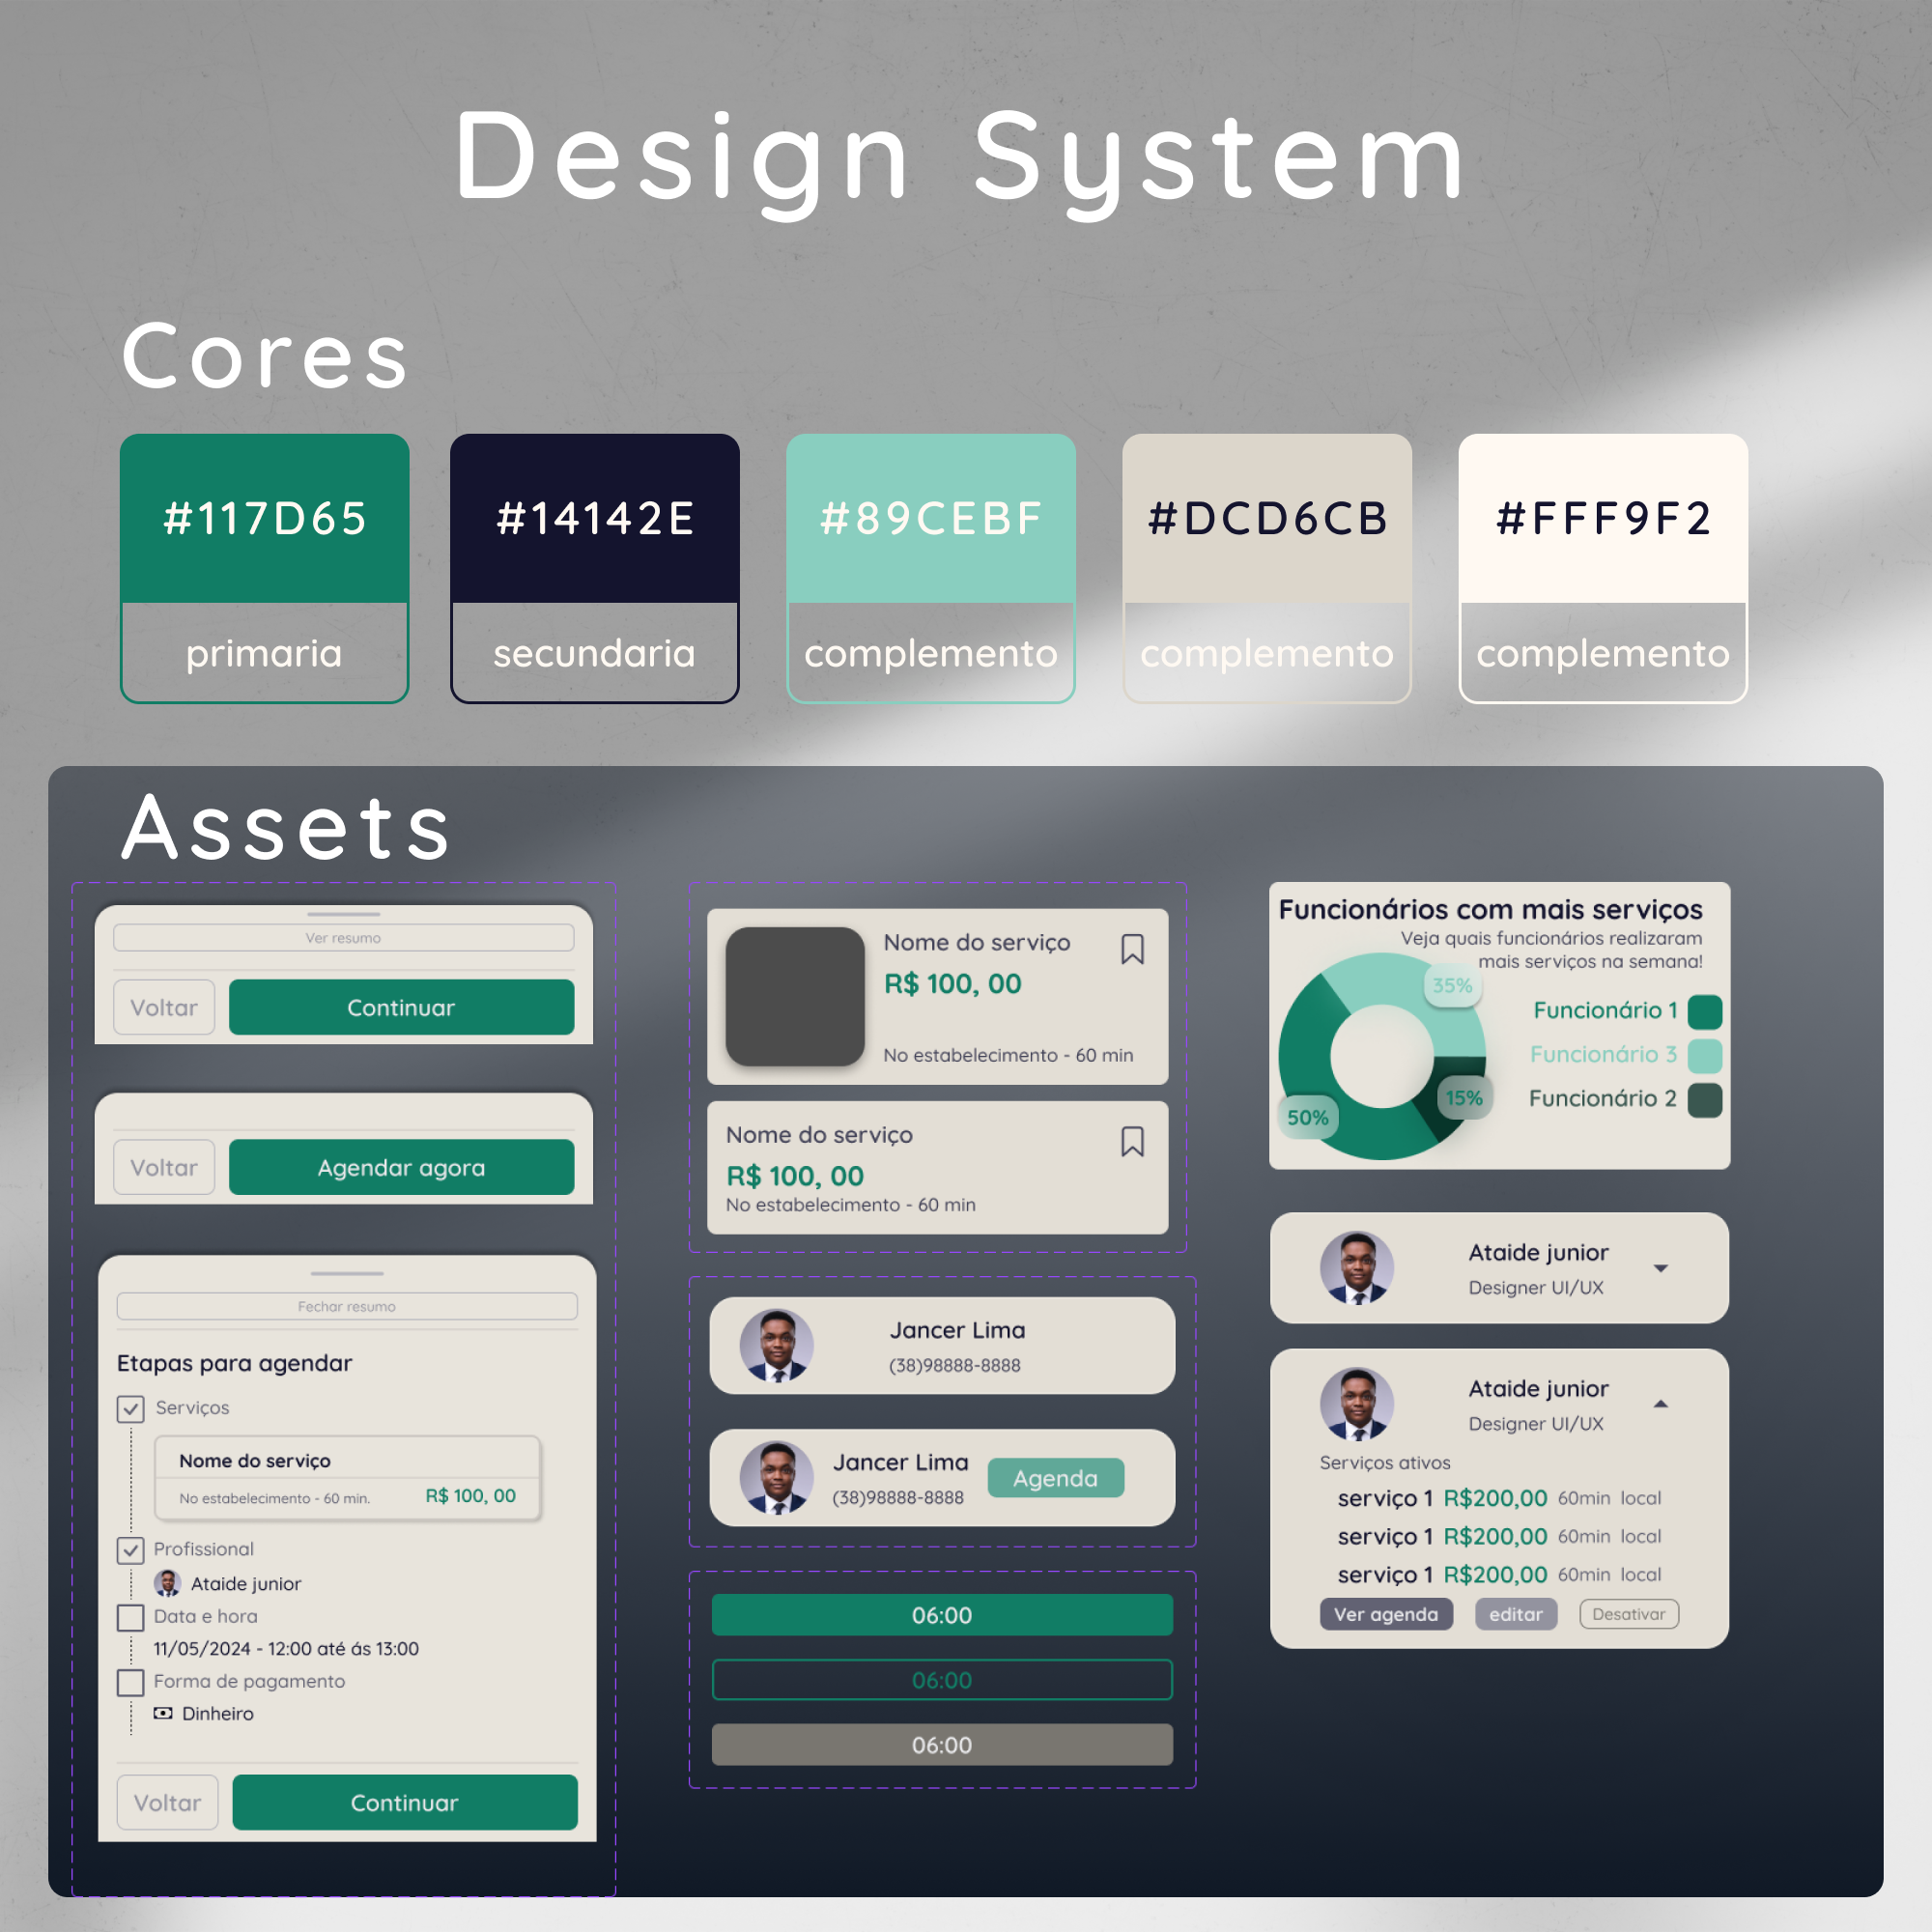 Design System
Cores
#117D65
primaria
#14142E
secundaria
#89CEBF
complemento
#DCD6CB
complemento
#FFF9F2
complemento
Assets
Ver resumo
Voltar
Continuar
Voltar
Agendar agora
Fechar resumo
Etapas para agendar
Serviços
Nome do serviço
No estabelecimento - 60 min.
R$ 100, 00
Profissional
Ataide junior
Data e hora
11/05/2024 - 12:00 até ás 13:00
Forma de pagamento
Dinheiro
Voltar
Continuar
Nome do serviço
R$ 100, 00
No estabelecimento - 60 min
Nome do serviço
R$ 100, 00
No estabelecimento - 60 min
Jancer Lima
(38)98888-8888
Jancer Lima
(38)98888-8888
Agenda
06:00
06:00
06:00
Funcionários com mais serviços
Veja quais funcionários realizaram
mais serviços na semana!
35%
15%
50%
Funcionário 1
Funcionário 3
Funcionário 2
Ataide junior
Designer UI/UX
Ataide junior
Designer UI/UX
Serviços ativos
serviço 1 R$200,00 60min local
serviço 1 R$200,00 60min local
serviço 1 R$200,00 60min local
Ver agenda
editar
Desativar